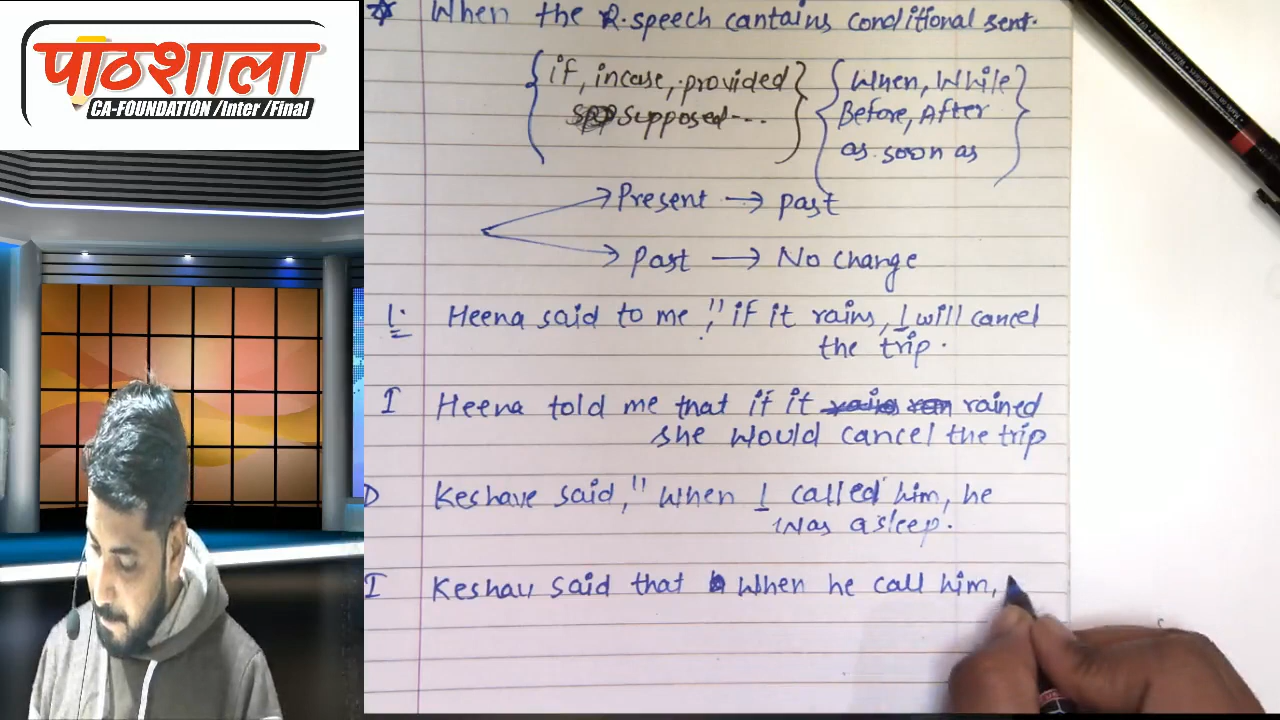 पाठशाला
CA-FOUNDATION /Inter /Final
When the R.speech cantains conditional sent.
if, incase, provided
supposed---
When, While
Before, After
as soon as
Present → past
Past → No change
1. Heena said to me," if it rains, I will cancel
the trip.
I Heena told me that if it rained
she would cancel the trip
D Keshave said," when I called him, he
was asleep.
I Keshav said that when he call him,